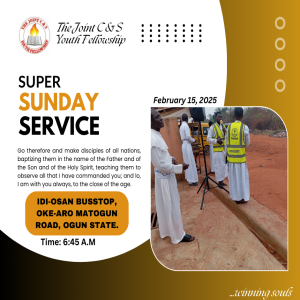 The Joint C & S
Youth Fellowship
SUPER
SUNDAY
SERVICE
February 15, 2025
Go therefore and make disciples of all nations,
baptizing them in the name of the Father and of
the Son and of the Holy Spirit, teaching them to
observe all that I have commanded you; and lo,
I am with you always, to the close of the age.
IDI-OSAN BUSSTOP,
OKE-ARO MATOGUN
ROAD, OGUN STATE.
Time: 6:45 A.M
...winning souls